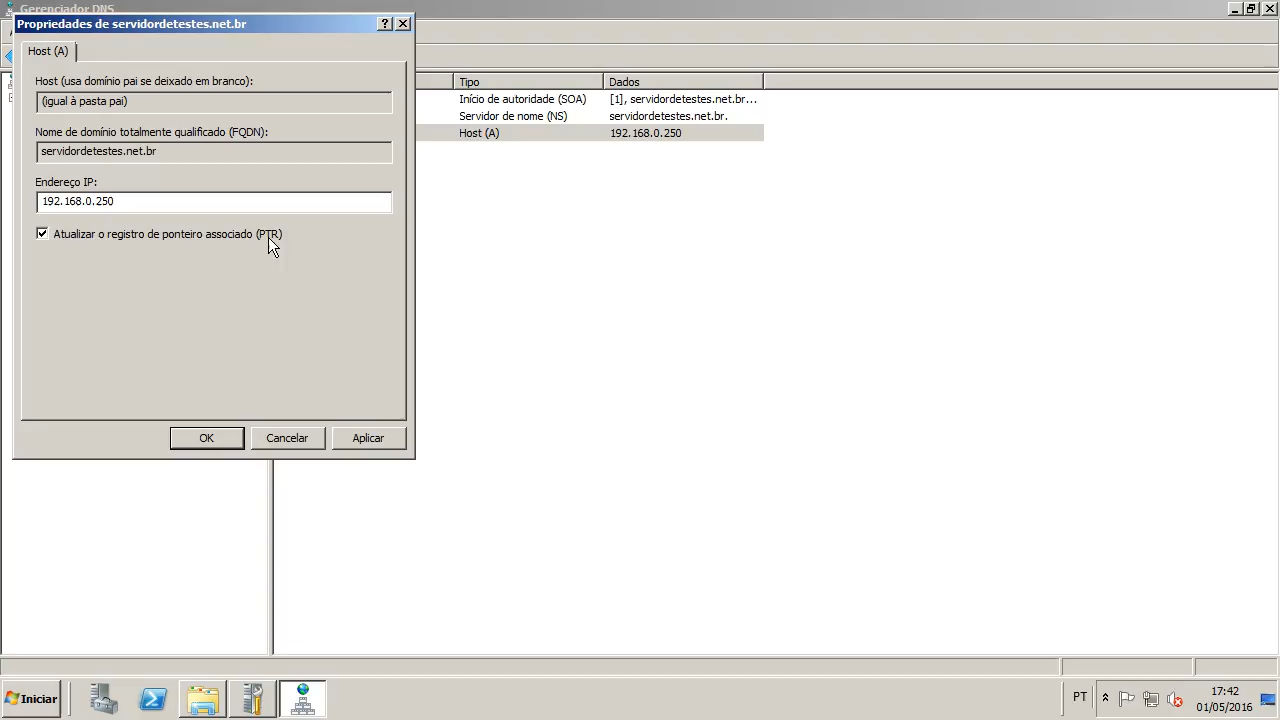 Gerenciador DNS
Propriedades de servidordetestes.net.br
Host (A)
Host (usa domínio pai se deixado em branco):
(igual à pasta pai)
Nome de domínio totalmente qualificado (FQDN):
servidordetestes.net.br
Endereço IP:
192.168.0.250
Atualizar o registro de ponteiro associado (PTR)
OK Cancelar Aplicar
Tipo Dados
Início de autoridade (SOA) [1], servidordetestes.net.br...
Servidor de nome (NS) servidordetestes.net.br.
Host (A) 192.168.0.250
Iniciar
PT
17:42
01/05/2016